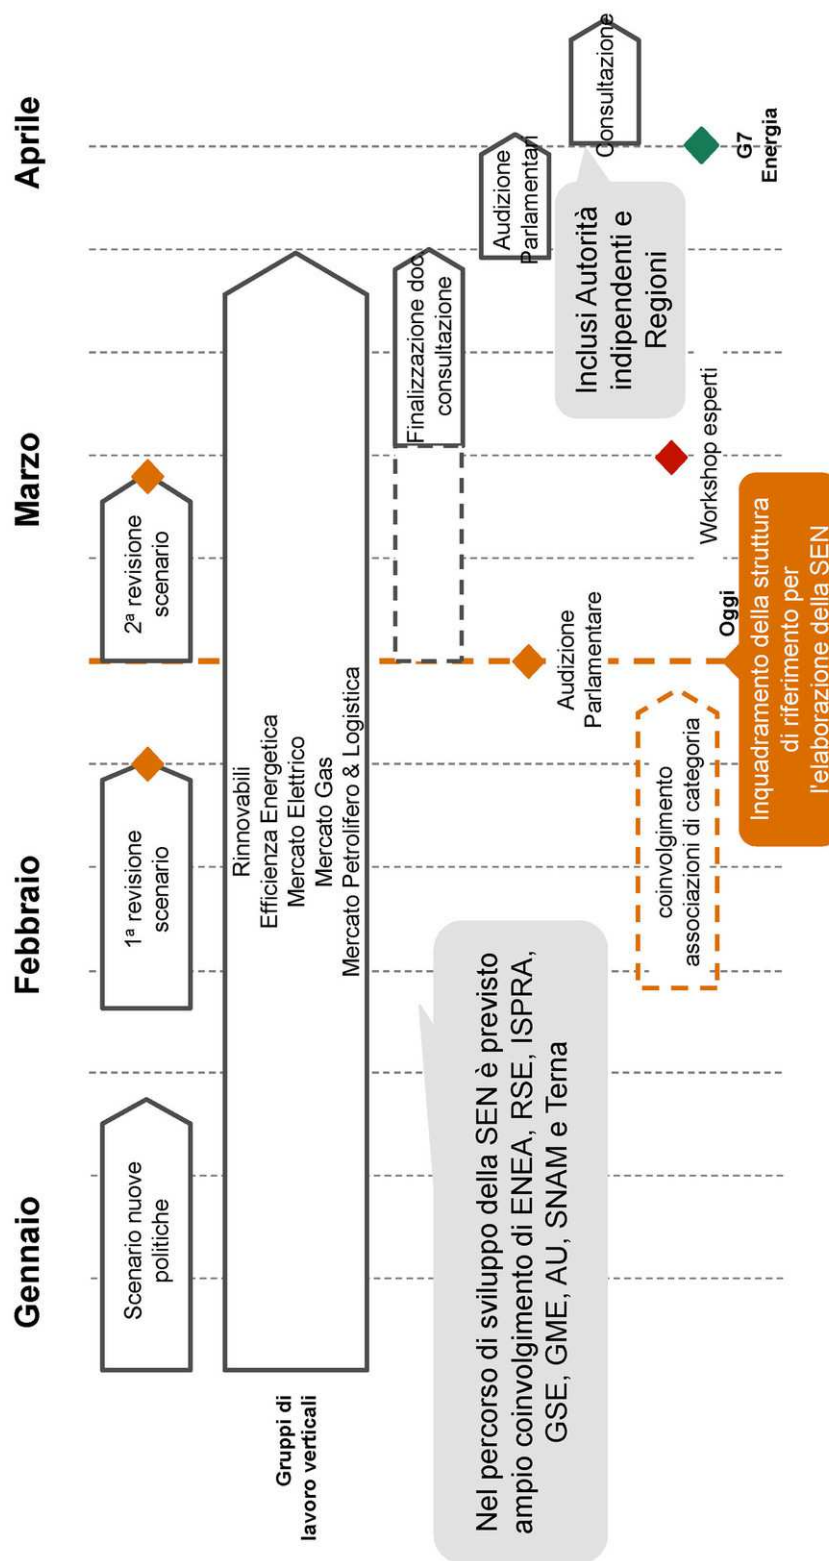 Gennaio
Febbraio
Marzo
Aprile
Scenario nuove
politiche
1ª revisione
scenario
2ª revisione
scenario
Gruppi di
lavoro verticali
Rinnovabili
Efficienza Energetica
Mercato Elettrico
Mercato Gas
Mercato Petrolifero & Logistica
Finalizzazione doc
consultazione
Nel percorso di sviluppo della SEN è previsto
ampio coinvolgimento di ENEA, RSE, ISPRA,
GSE, GME, AU, SNAM e Terna
Audizione
Parlamentare
Audizione
Parlamentari
Consultazione
Inclusi Autorità
indipendenti e
Regioni
coinvolgimento
associazioni di categoria
Workshop esperti
G7
Energia
Oggi
Inquadramento della struttura
di riferimento per
l'elaborazione della SEN